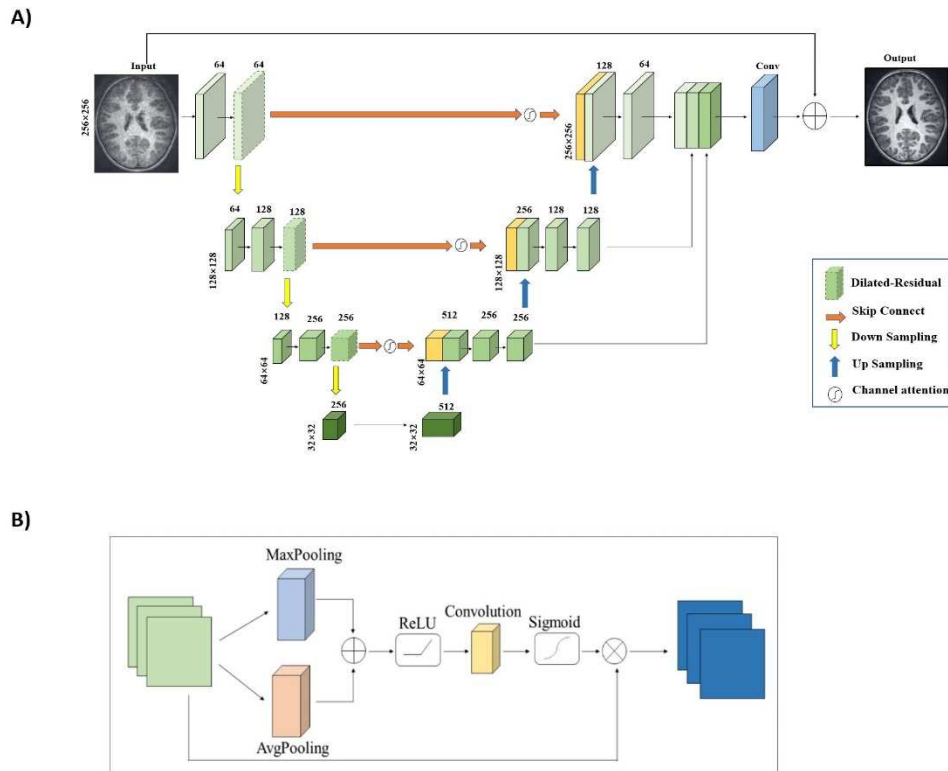 A)
Input
Output
Conv
64
64
128
64
256×256
256×256
64
128
128
256
128
128
128×128
128×128
128
256
256
512
256
256
64×64
64×64
256
512
32×32
32×32
Dilated-Residual
Skip Connect
Down Sampling
Up Sampling
Channel attention
B)
MaxPooling
AvgPooling
ReLU
Convolution
Sigmoid